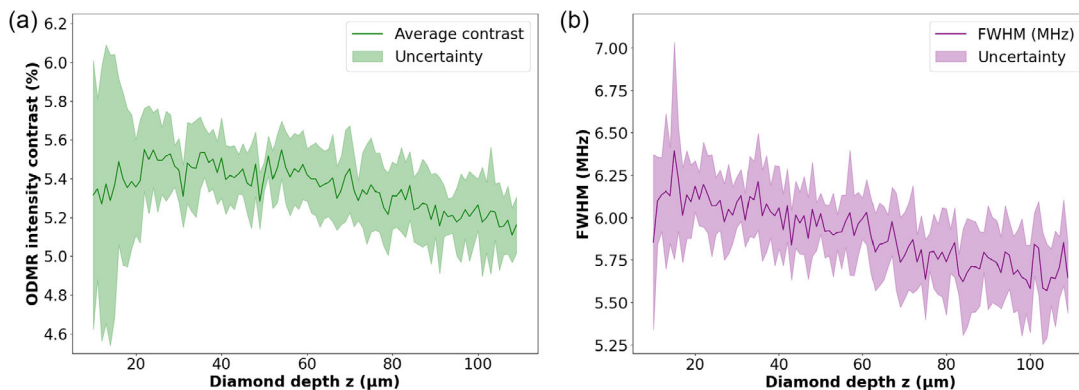 (a)
6.2
6.0
5.8
5.6
5.4
5.2
5.0
4.8
4.6
ODMR intensity contrast (%)
Average contrast
Uncertainty
20
40
60
80
100
Diamond depth z (μm)
(b)
7.00
6.75
6.50
6.25
6.00
5.75
5.50
5.25
FWHM (MHz)
FWHM (MHz)
Uncertainty
20
40
60
80
100
Diamond depth z (μm)